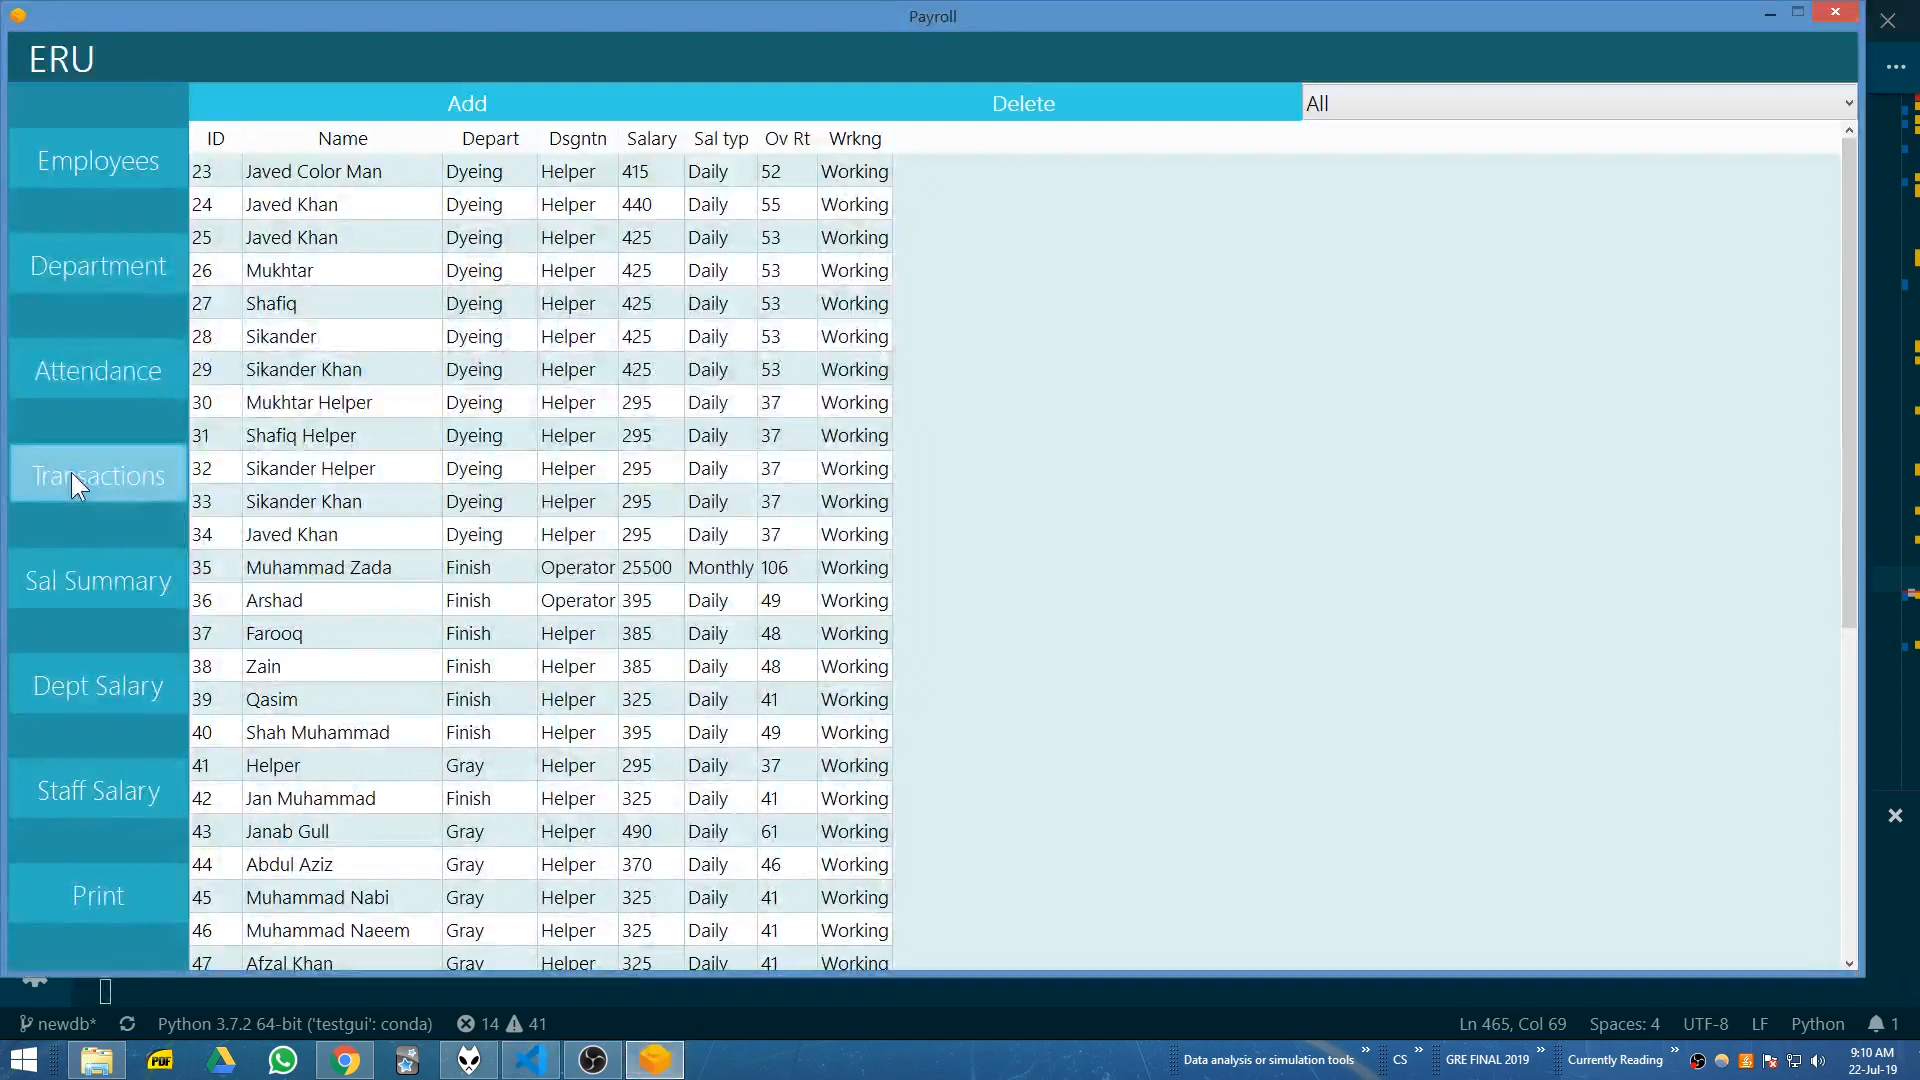 Payroll
ERU
Add Delete All
ID Name Depart Dsgntn Salary Sal typ Ov Rt Wrkng
23 Javed Color Man Dyeing Helper 415 Daily 52 Working
24 Javed Khan Dyeing Helper 440 Daily 55 Working
25 Javed Khan Dyeing Helper 425 Daily 53 Working
26 Mukhtar Dyeing Helper 425 Daily 53 Working
27 Shafiq Dyeing Helper 425 Daily 53 Working
28 Sikander Dyeing Helper 425 Daily 53 Working
29 Sikander Khan Dyeing Helper 425 Daily 53 Working
30 Mukhtar Helper Dyeing Helper 295 Daily 37 Working
31 Shafiq Helper Dyeing Helper 295 Daily 37 Working
32 Sikander Helper Dyeing Helper 295 Daily 37 Working
33 Sikander Khan Dyeing Helper 295 Daily 37 Working
34 Javed Khan Dyeing Helper 295 Daily 37 Working
35 Muhammad Zada Finish Operator 25500 Monthly 106 Working
36 Arshad Finish Operator 395 Daily 49 Working
37 Farooq Finish Helper 385 Daily 48 Working
38 Zain Finish Helper 385 Daily 48 Working
39 Qasim Finish Helper 325 Daily 41 Working
40 Shah Muhammad Finish Helper 395 Daily 49 Working
41 Helper Gray Helper 295 Daily 37 Working
42 Jan Muhammad Finish Helper 325 Daily 41 Working
43 Janab Gull Gray Helper 490 Daily 61 Working
44 Abdul Aziz Gray Helper 370 Daily 46 Working
45 Muhammad Nabi Gray Helper 325 Daily 41 Working
46 Muhammad Naeem Gray Helper 325 Daily 41 Working
47 Afzal Khan Gray Helper 325 Daily 41 Working
Employees
Department
Attendance
Transactions
Sal Summary
Dept Salary
Staff Salary
Print
newdb* Python 3.7.2 64-bit ('testgui': conda) 14 41 Ln 465, Col 69 Spaces: 4 UTF-8 LF Python 1
PDF Data analysis or simulation tools » CS » GRE FINAL 2019 » Currently Reading » 9:10 AM
22-Jul-19